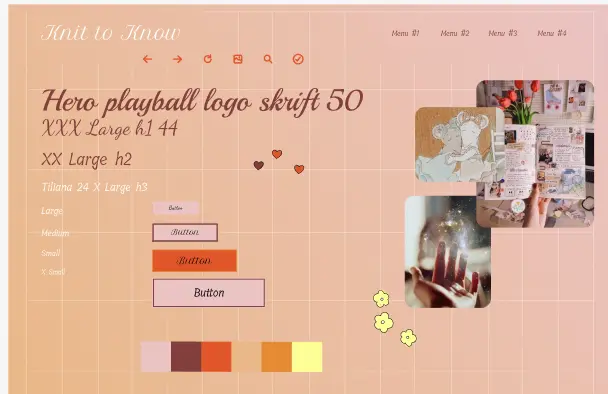 Knit to Know
Menu #1
Menu #2
Menu #3
Menu #4
Hero playball logo skrift 50
XXX Large h1 44
XX Large h2
Tillana 24 X Large h3
Large
Button
Medium
Button
Small
Button
X Small
Button